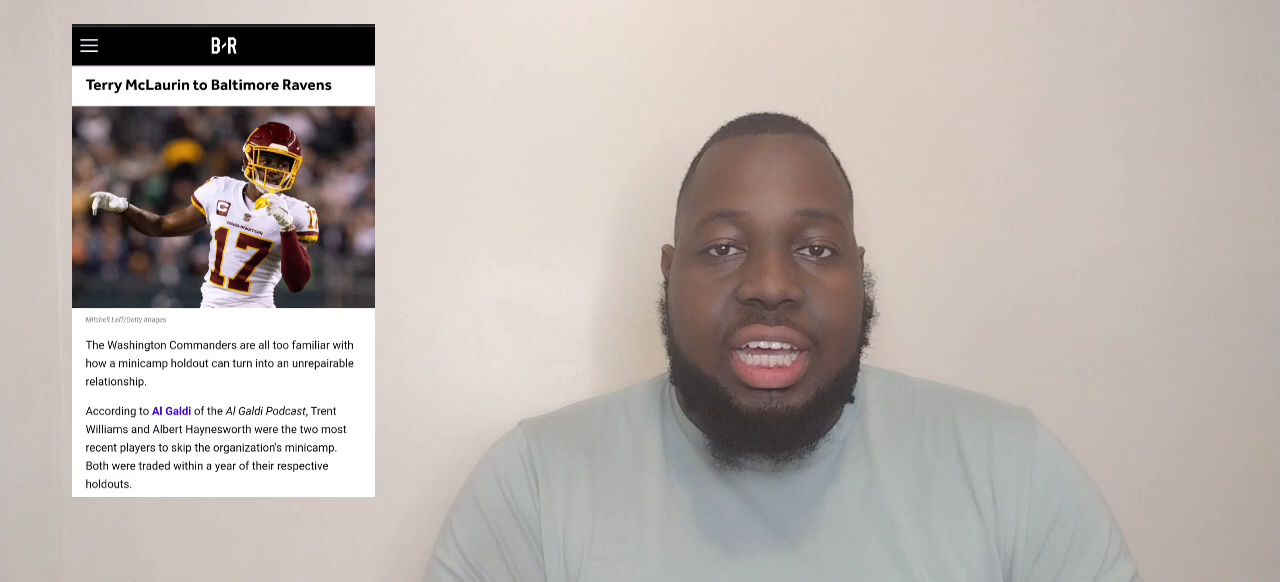 B/R
Terry McLaurin to Baltimore Ravens
WASHINGTON
17
17
C
Mitchell Leff/Getty Images
The Washington Commanders are all too familiar with
how a minicamp holdout can turn into an unrepairable
relationship.
According to Al Galdi of the Al Galdi Podcast, Trent
Williams and Albert Haynesworth were the two most
recent players to skip the organization's minicamp.
Both were traded within a year of their respective
holdouts.